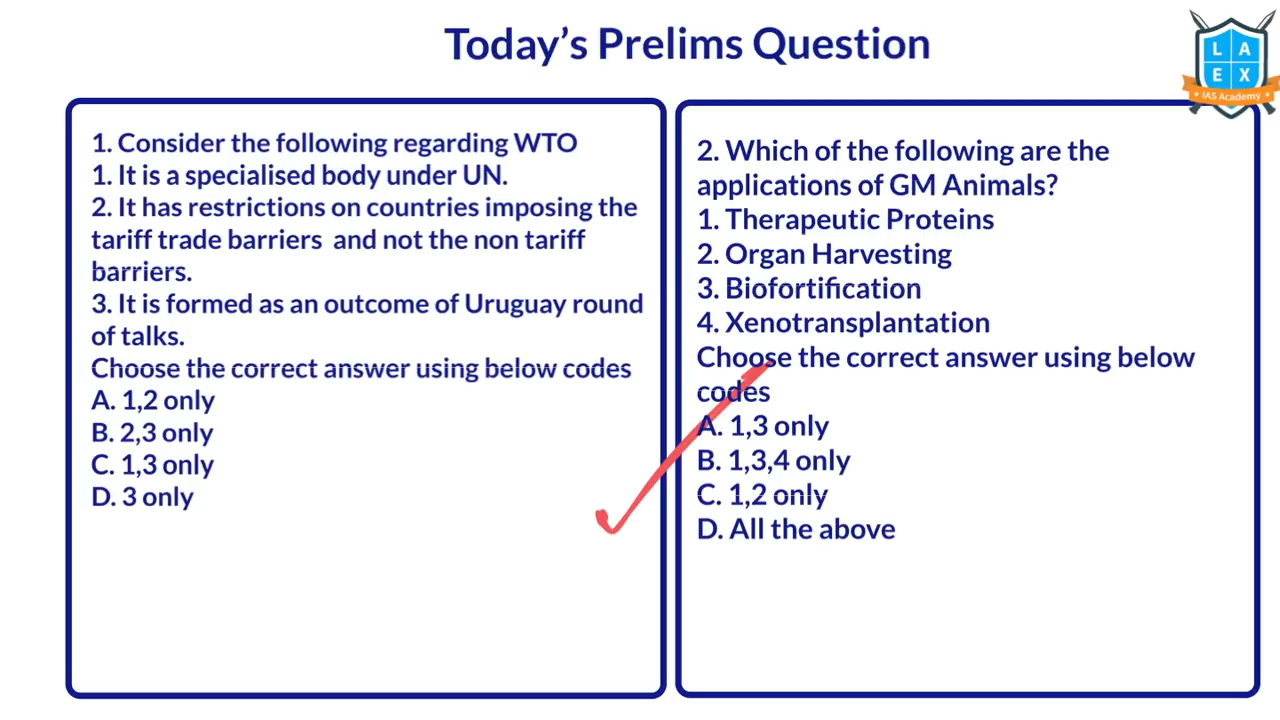 Today's Prelims Question
L A
E X
IAS Academy
1. Consider the following regarding WTO
1. It is a specialised body under UN.
2. It has restrictions on countries imposing the
tariff trade barriers and not the non tariff
barriers.
3. It is formed as an outcome of Uruguay round
of talks.
Choose the correct answer using below codes
A. 1,2 only
B. 2,3 only
C. 1,3 only
D. 3 only
2. Which of the following are the
applications of GM Animals?
1. Therapeutic Proteins
2. Organ Harvesting
3. Biofortification
4. Xenotransplantation
Choose the correct answer using below
codes
A. 1,3 only
B. 1,3,4 only
C. 1,2 only
D. All the above